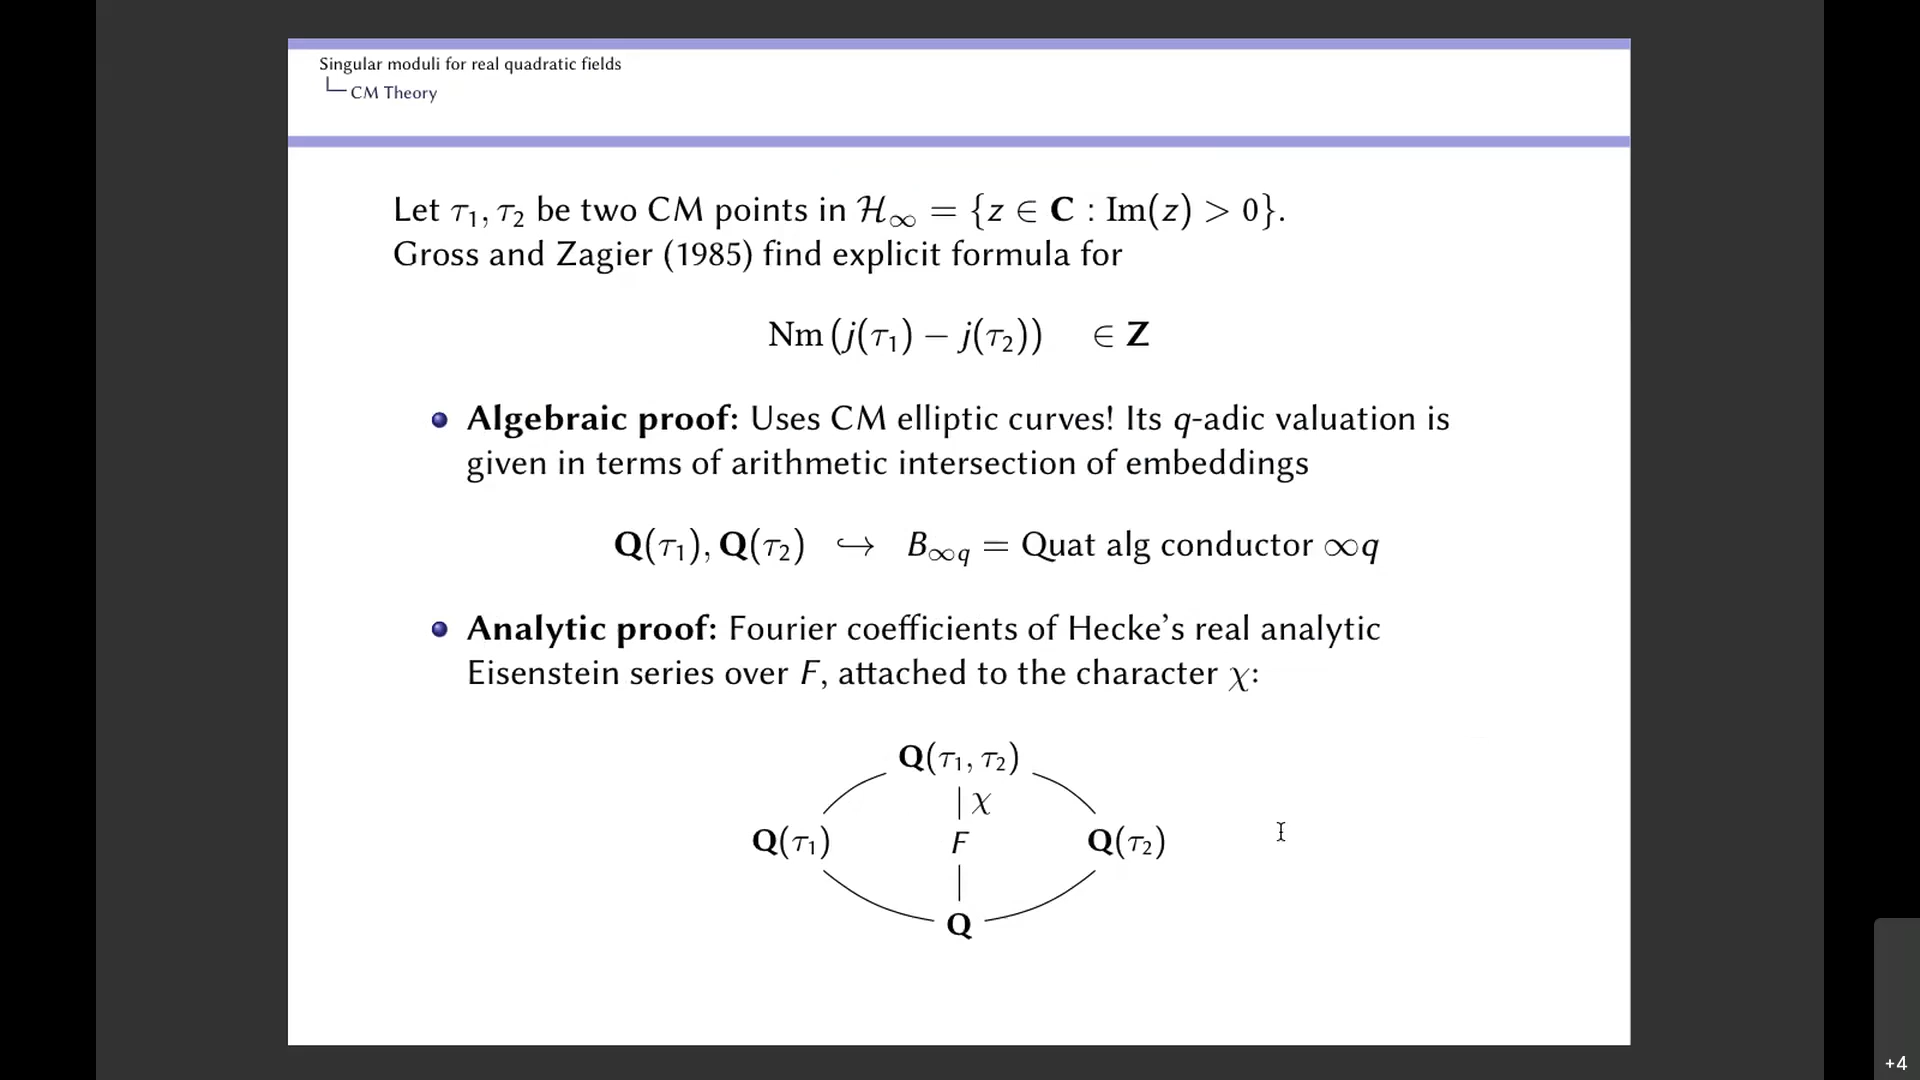 Singular moduli for real quadratic fields
CM Theory
Let τ₁, τ₂ be two CM points in ℋ∞ = {z ∈ C : Im(z) > 0}.
Gross and Zagier (1985) find explicit formula for
Nm (j(τ₁) − j(τ₂)) ∈ Z
Algebraic proof: Uses CM elliptic curves! Its q-adic valuation is
given in terms of arithmetic intersection of embeddings
Q(τ₁), Q(τ₂) ↪ B∞q = Quat alg conductor ∞q
Analytic proof: Fourier coefficients of Hecke's real analytic
Eisenstein series over F, attached to the character χ:
Q(τ₁, τ₂)
χ
Q(τ₁) F Q(τ₂)
Q
+4